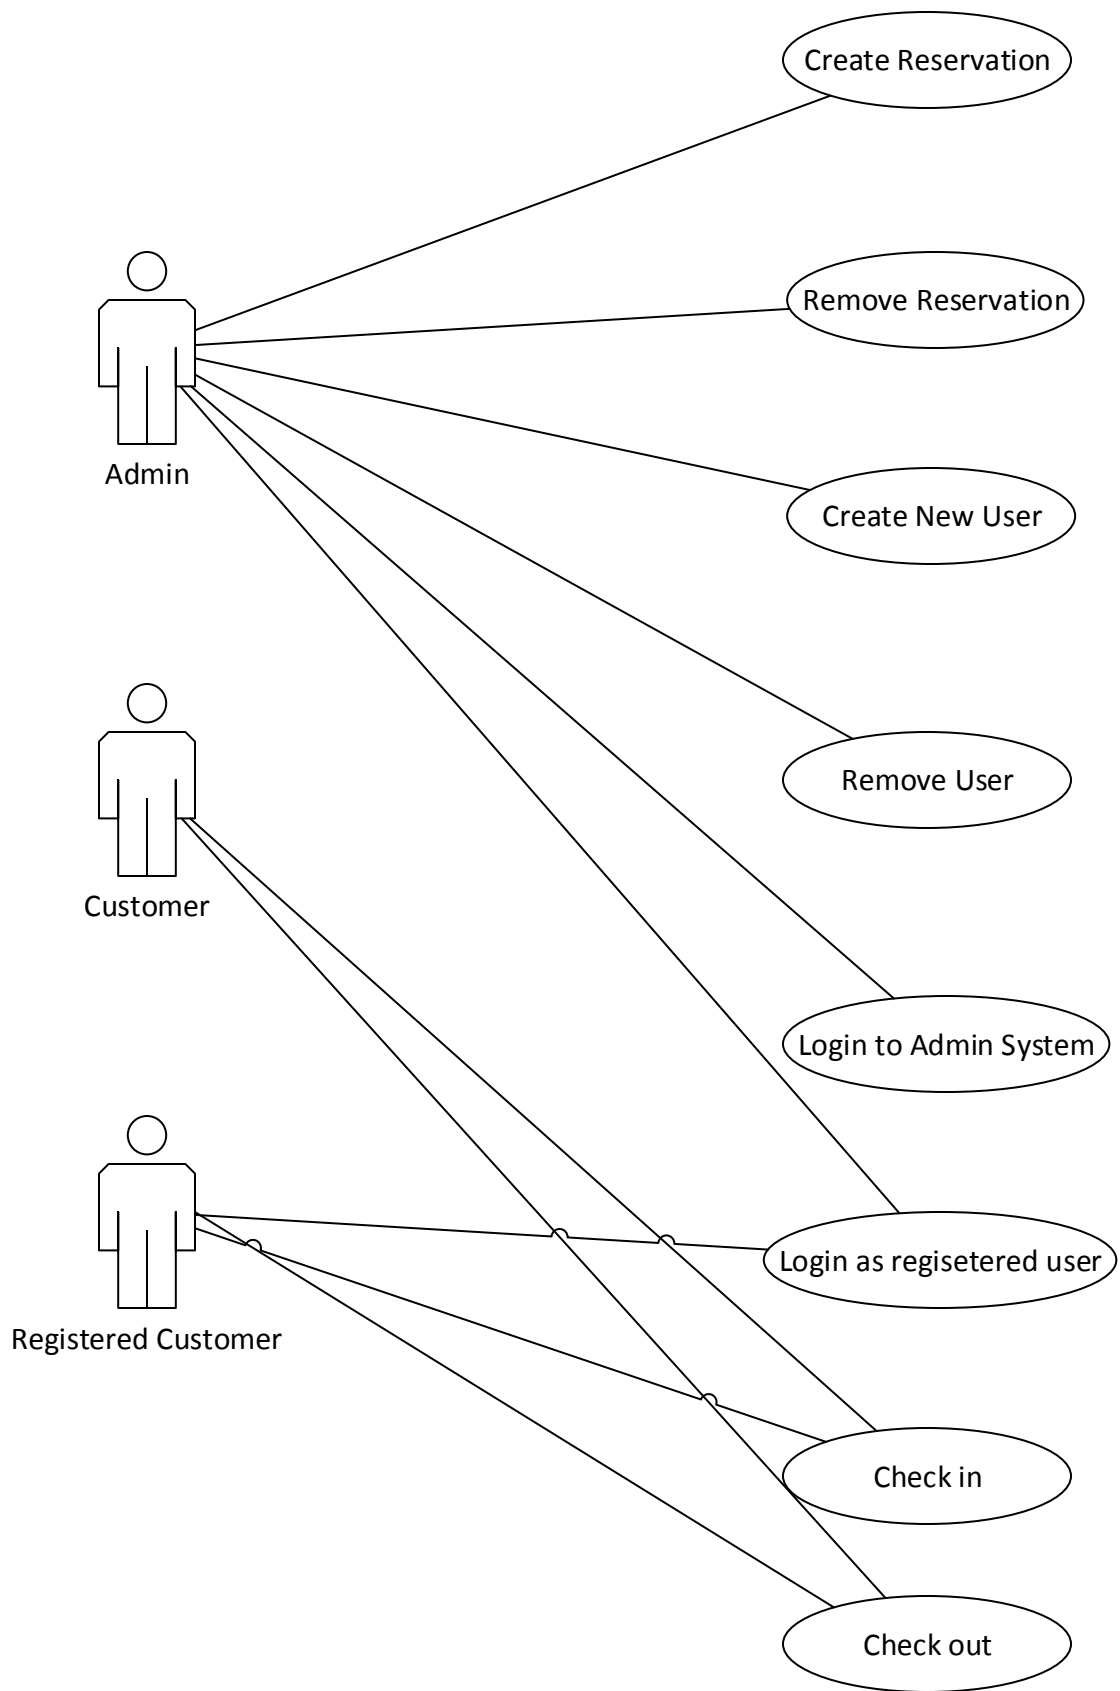 Create Reservation
Remove Reservation
Admin
Create New User
Remove User
Customer
Login to Admin System
Login as regisetered user
Registered Customer
Check in
Check out